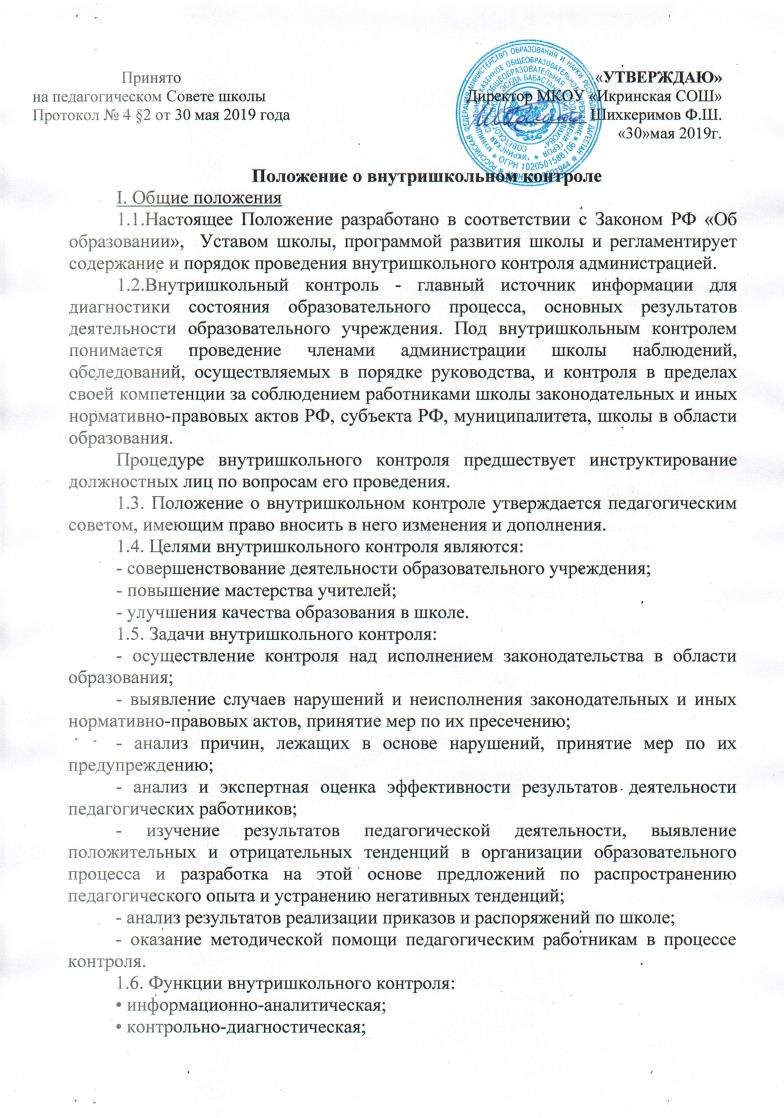 Принято
на педагогическом Совете школы
Протокол № 4 §2 от 30 мая 2019 года
«УТВЕРЖДАЮ»
Директор МКОУ «Икринская СОШ»
Шихкеримов Ф.Ш.
«30»мая 2019г.
ОГРН 1020501588106
Положение о внутришкольном контроле
I. Общие положения
1.1.Настоящее Положение разработано в соответствии с Законом РФ «Об
образовании», Уставом школы, программой развития школы и регламентирует
содержание и порядок проведения внутришкольного контроля администрацией.
1.2.Внутришкольный контроль - главный источник информации для
диагностики состояния образовательного процесса, основных результатов
деятельности образовательного учреждения. Под внутришкольным контролем
понимается проведение членами администрации школы наблюдений,
обследований, осуществляемых в порядке руководства, и контроля в пределах
своей компетенции за соблюдением работниками школы законодательных и иных
нормативно-правовых актов РФ, субъекта РФ, муниципалитета, школы в области
образования.
Процедуре внутришкольного контроля предшествует инструктирование
должностных лиц по вопросам его проведения.
1.3. Положение о внутришкольном контроле утверждается педагогическим
советом, имеющим право вносить в него изменения и дополнения.
1.4. Целями внутришкольного контроля являются:
- совершенствование деятельности образовательного учреждения;
- повышение мастерства учителей;
- улучшения качества образования в школе.
1.5. Задачи внутришкольного контроля:
- осуществление контроля над исполнением законодательства в области
образования;
- выявление случаев нарушений и неисполнения законодательных и иных
нормативно-правовых актов, принятие мер по их пресечению;
- анализ причин, лежащих в основе нарушений, принятие мер по их
предупреждению;
- анализ и экспертная оценка эффективности результатов деятельности
педагогических работников;
- изучение результатов педагогической деятельности, выявление
положительных и отрицательных тенденций в организации образовательного
процесса и разработка на этой основе предложений по распространению
педагогического опыта и устранению негативных тенденций;
- анализ результатов реализации приказов и распоряжений по школе;
- оказание методической помощи педагогическим работникам в процессе
контроля.
1.6. Функции внутришкольного контроля:
• информационно-аналитическая;
• контрольно-диагностическая;